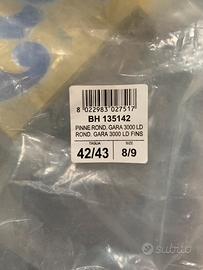 8 022983 027517
BH 135142
PINNE ROND. GARA 3000 LD
ROND. GARA 3000 LD FINS
TAGLIA SIZE
42/43 8/9
subito